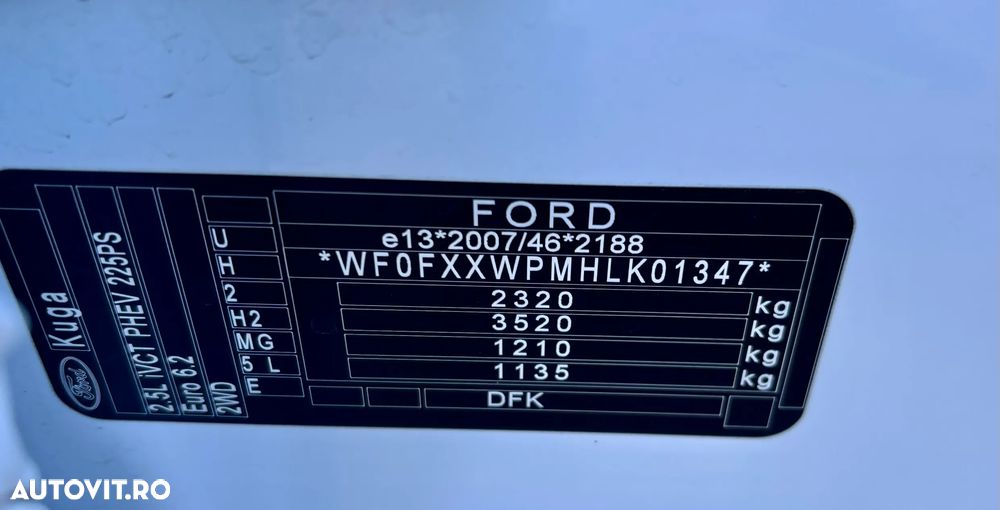 FORD
e13*2007/46*2188
*WF0FXXWPMHLK01347*
2320 kg
3520 kg
1210 kg
1135 kg
DFK
U
H
2
H2
MG
5 L
E
Ford Kuga
2.5L iVCT PHEV 225PS
Euro 6.2
2WD
AUTOVIT.RO